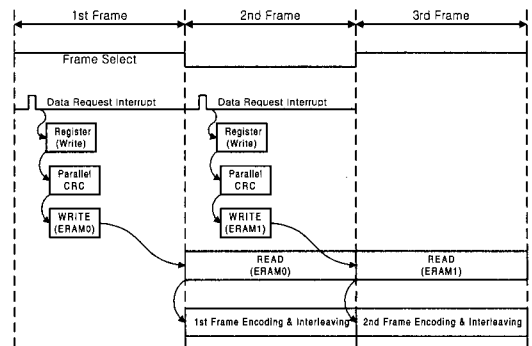 1st Frame 2nd Frame 3rd Frame
Frame Select
Data Request Interrupt Data Request Interrupt
Register Register
(Write) (Write)
Parallel Parallel
CRC CRC
WRITE WRITE
(ERAM0) (ERAM1)
READ READ
(ERAM0) (ERAM1)
1st Frame Encoding & Interleaving 2nd Frame Encoding & Interleaving